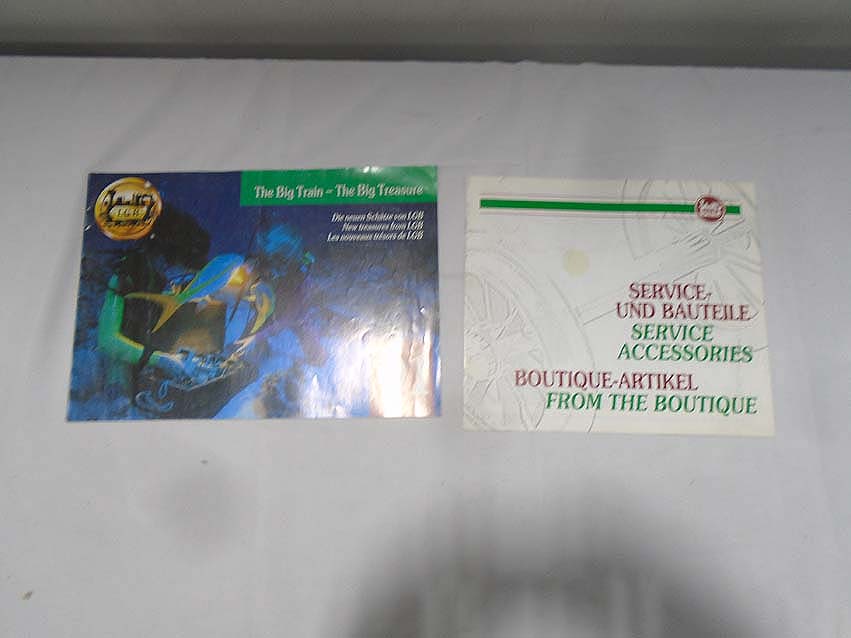 The Big Train – The Big Treasure
Die neuen Schätze von LGB
New treasures from LGB
Les nouveaux trésors de LGB
LGB
SERVICE-
UND BAUTEILE
SERVICE
ACCESSORIES
BOUTIQUE-ARTIKEL
FROM THE BOUTIQUE